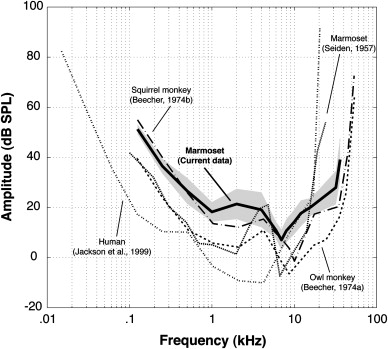 100
80
60
40
20
0
-20
Amplitude (dB SPL)
.01
.1
1
10
100
Frequency (kHz)
Squirrel monkey
(Beecher, 1974b)
Marmoset
(Current data)
Marmoset
(Seiden, 1957)
Human
(Jackson et al., 1999)
Owl monkey
(Beecher, 1974a)